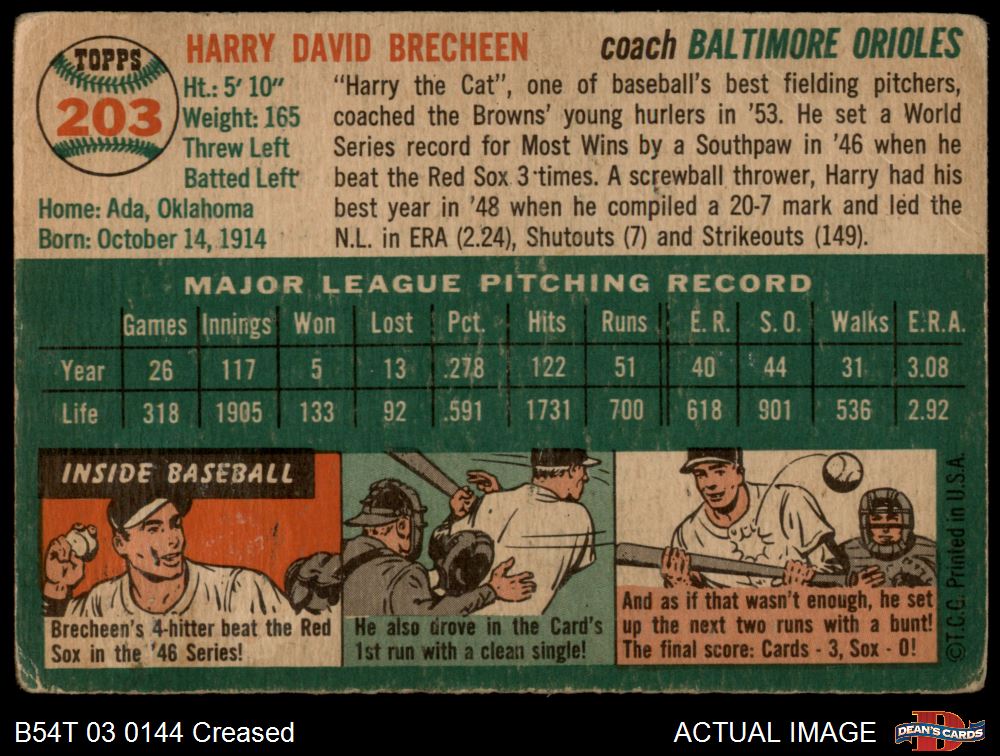 TOPPS
203
HARRY DAVID BRECHEEN
coach BALTIMORE ORIOLES
Ht.: 5' 10"
Weight: 165
Threw Left
Batted Left
Home: Ada, Oklahoma
Born: October 14, 1914
"Harry the Cat", one of baseball's best fielding pitchers,
coached the Browns' young hurlers in '53. He set a World
Series record for Most Wins by a Southpaw in '46 when he
beat the Red Sox 3 times. A screwball thrower, Harry had his
best year in '48 when he compiled a 20-7 mark and led the
N.L. in ERA (2.24), Shutouts (7) and Strikeouts (149).
MAJOR LEAGUE PITCHING RECORD
Games Innings Won Lost Pct. Hits Runs E. R. S. O. Walks E.R.A.
Year 26 117 5 13 .278 122 51 40 44 31 3.08
Life 318 1905 133 92 .591 1731 700 618 901 536 2.92
INSIDE BASEBALL
Brecheen's 4-hitter beat the Red
Sox in the '46 Series!
He also drove in the Card's
1st run with a clean single!
And as if that wasn't enough, he set
up the next two runs with a bunt!
The final score: Cards - 3, Sox - 0!
©T.C.G. Printed in U.S.A.
B54T 03 0144 Creased
ACTUAL IMAGE
D
DEAN'S CARDS